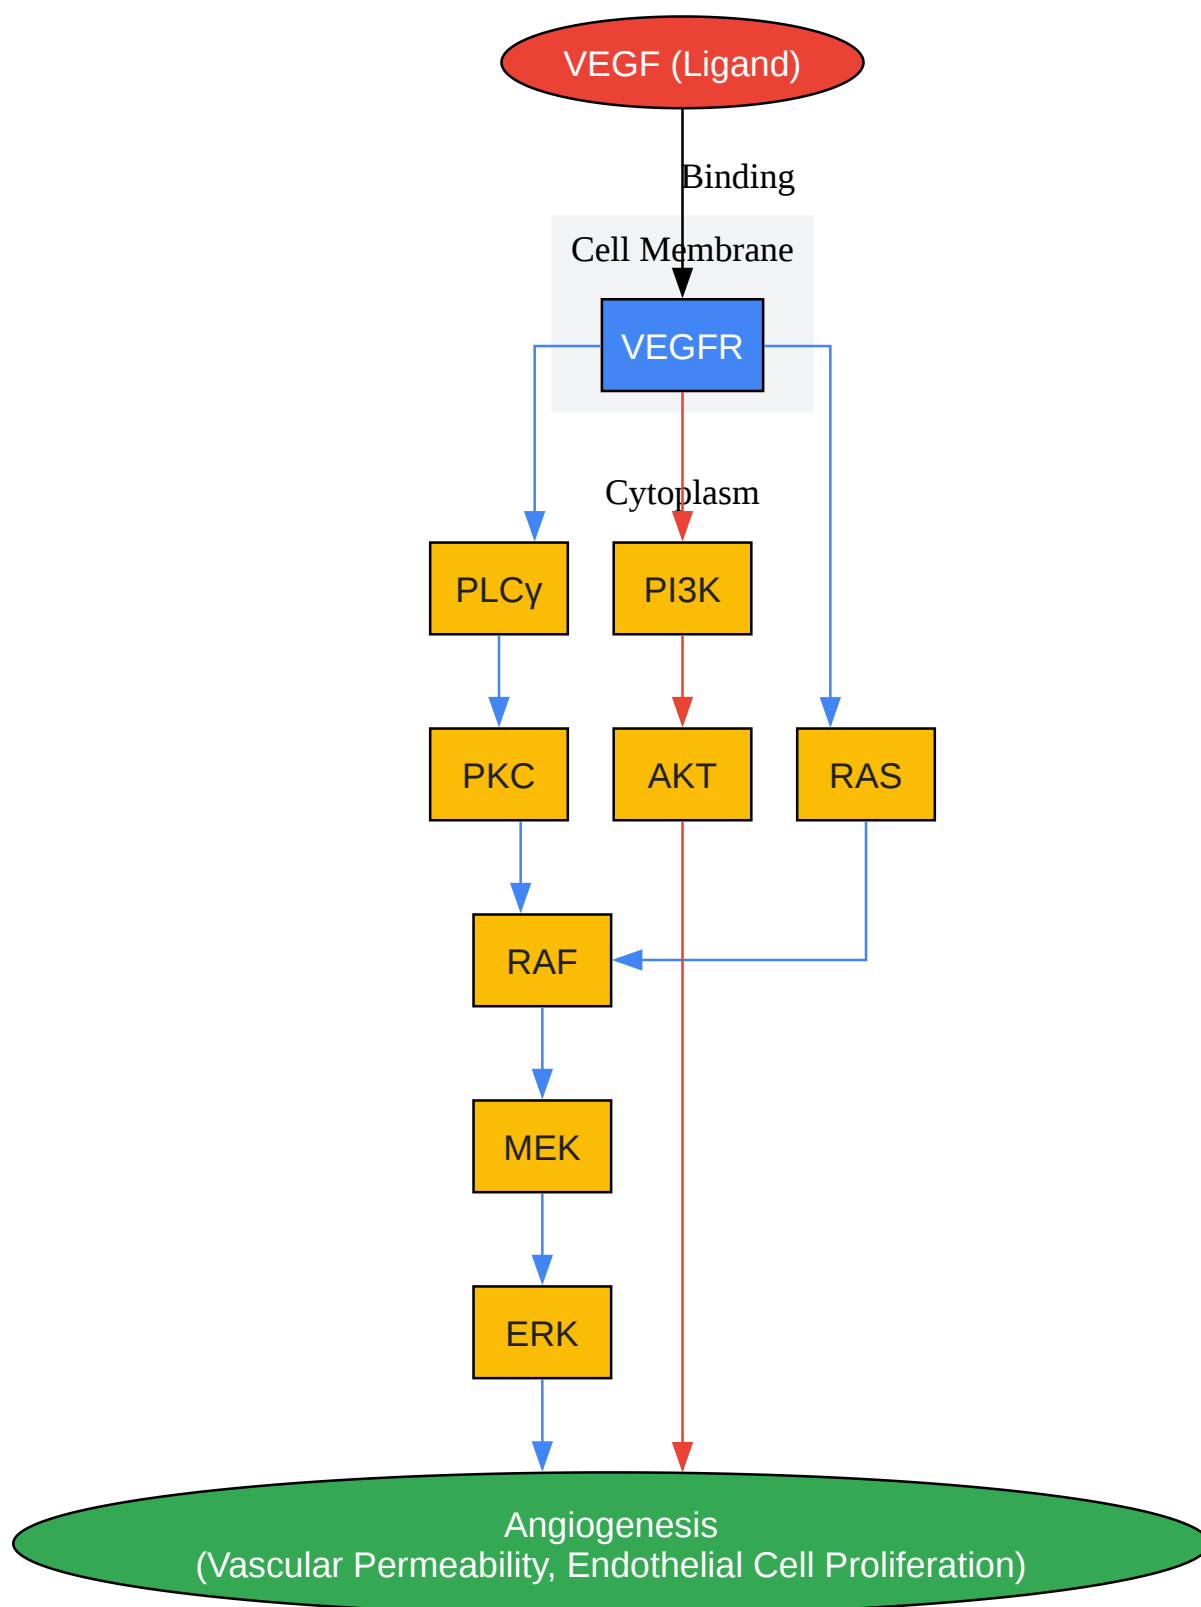 VEGF (Ligand)
Binding
Cell Membrane
VEGFR
Cytoplasm
PLCγ
PI3K
PKC
AKT
RAS
RAF
MEK
ERK
Angiogenesis
(Vascular Permeability, Endothelial Cell Proliferation)